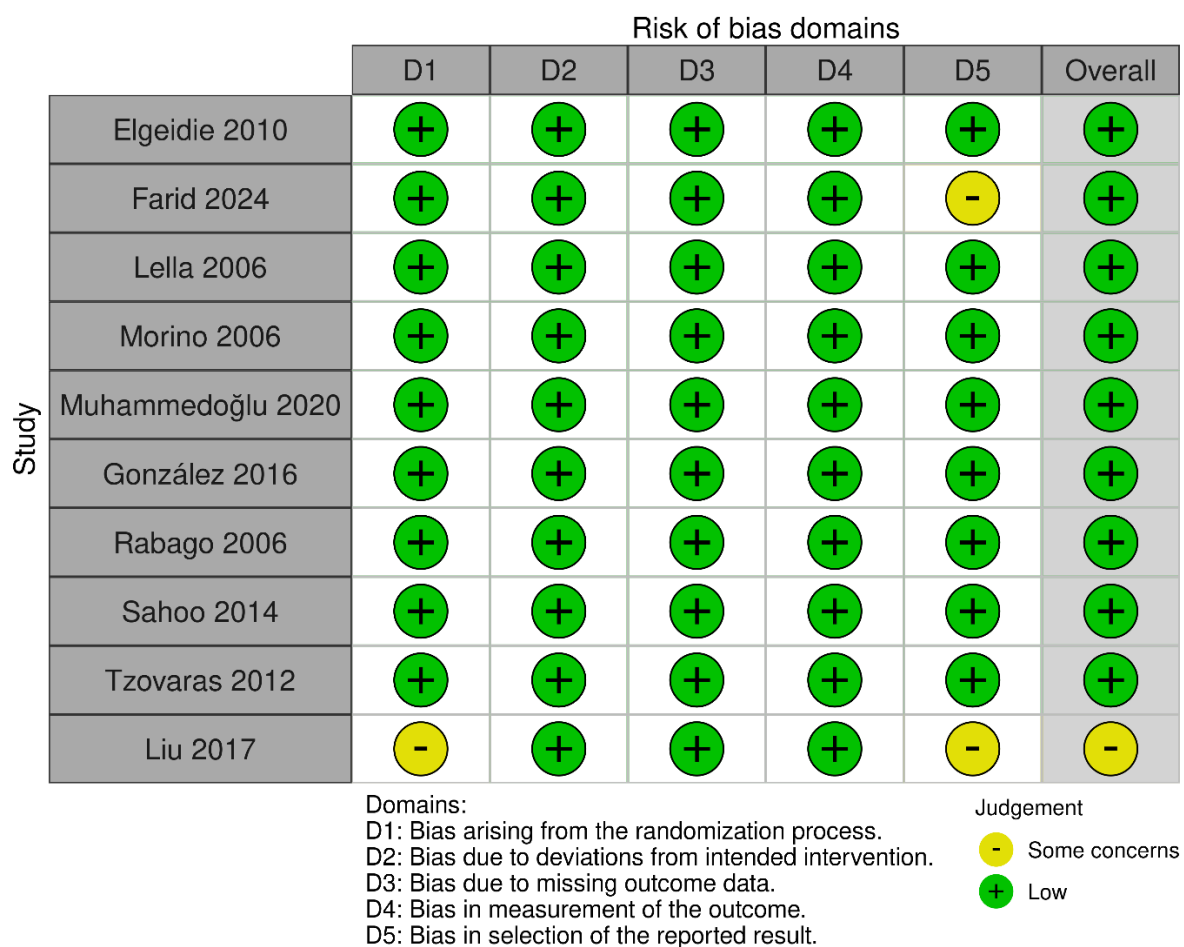 Risk of bias domains
D1 D2 D3 D4 D5 Overall
Study
Elgeidie 2010 + + + + + +
Farid 2024 + + + + - +
Lella 2006 + + + + + +
Morino 2006 + + + + + +
Muhammedoğlu 2020 + + + + + +
González 2016 + + + + + +
Rabago 2006 + + + + + +
Sahoo 2014 + + + + + +
Tzovaras 2012 + + + + + +
Liu 2017 - + + + - -
Domains:
D1: Bias arising from the randomization process.
D2: Bias due to deviations from intended intervention.
D3: Bias due to missing outcome data.
D4: Bias in measurement of the outcome.
D5: Bias in selection of the reported result.
Judgement
- Some concerns
+ Low